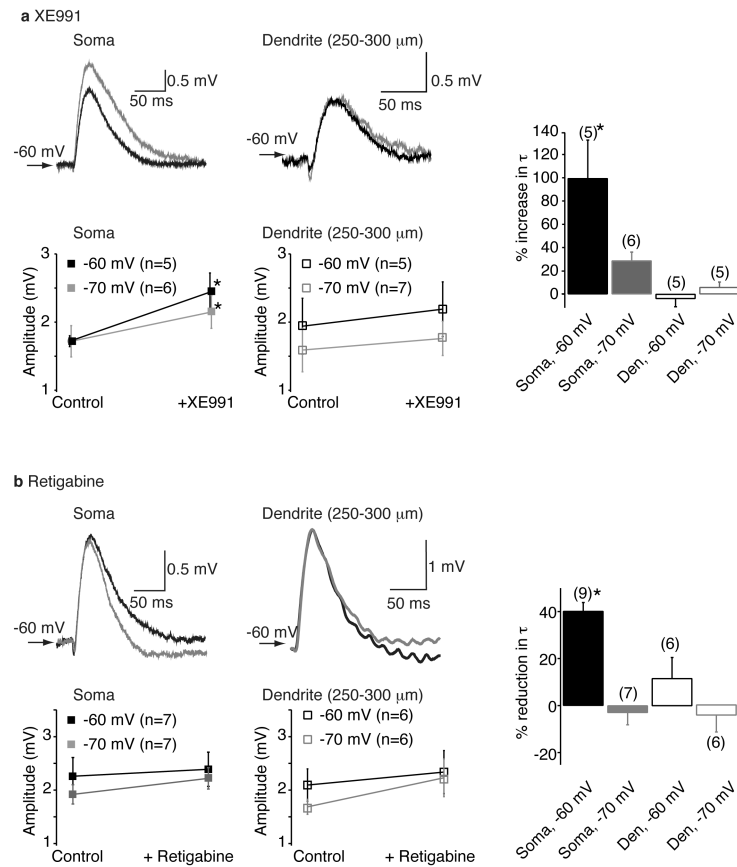 a XE991
Soma
Dendrite (250-300 µm)
0.5 mV
50 ms
-60 mV
0.5 mV
50 ms
-60 mV
% increase in τ
140
120
100
80
60
40
20
0
(5)*
(6)
(5)
(5)
Soma, -60 mV
Soma, -70 mV
Den, -60 mV
Den, -70 mV
Soma
Amplitude (mV)
3
2
1
-60 mV (n=5)
-70 mV (n=6)
*
*
Control
+XE991
Dendrite (250-300 µm)
Amplitude (mV)
3
2
1
-60 mV (n=5)
-70 mV (n=7)
Control
+XE991
b Retigabine
Soma
Dendrite (250-300 µm)
0.5 mV
50 ms
-60 mV
1 mV
50 ms
-60 mV
% reduction in τ
40
20
0
-20
(9)*
(7)
(6)
(6)
Soma, -60 mV
Soma, -70 mV
Den, -60 mV
Den, -70 mV
Soma
Amplitude (mV)
3
2
1
-60 mV (n=7)
-70 mV (n=7)
Control
+ Retigabine
Dendrite (250-300 µm)
Amplitude (mV)
3
2
1
-60 mV (n=6)
-70 mV (n=6)
Control
+ Retigabine